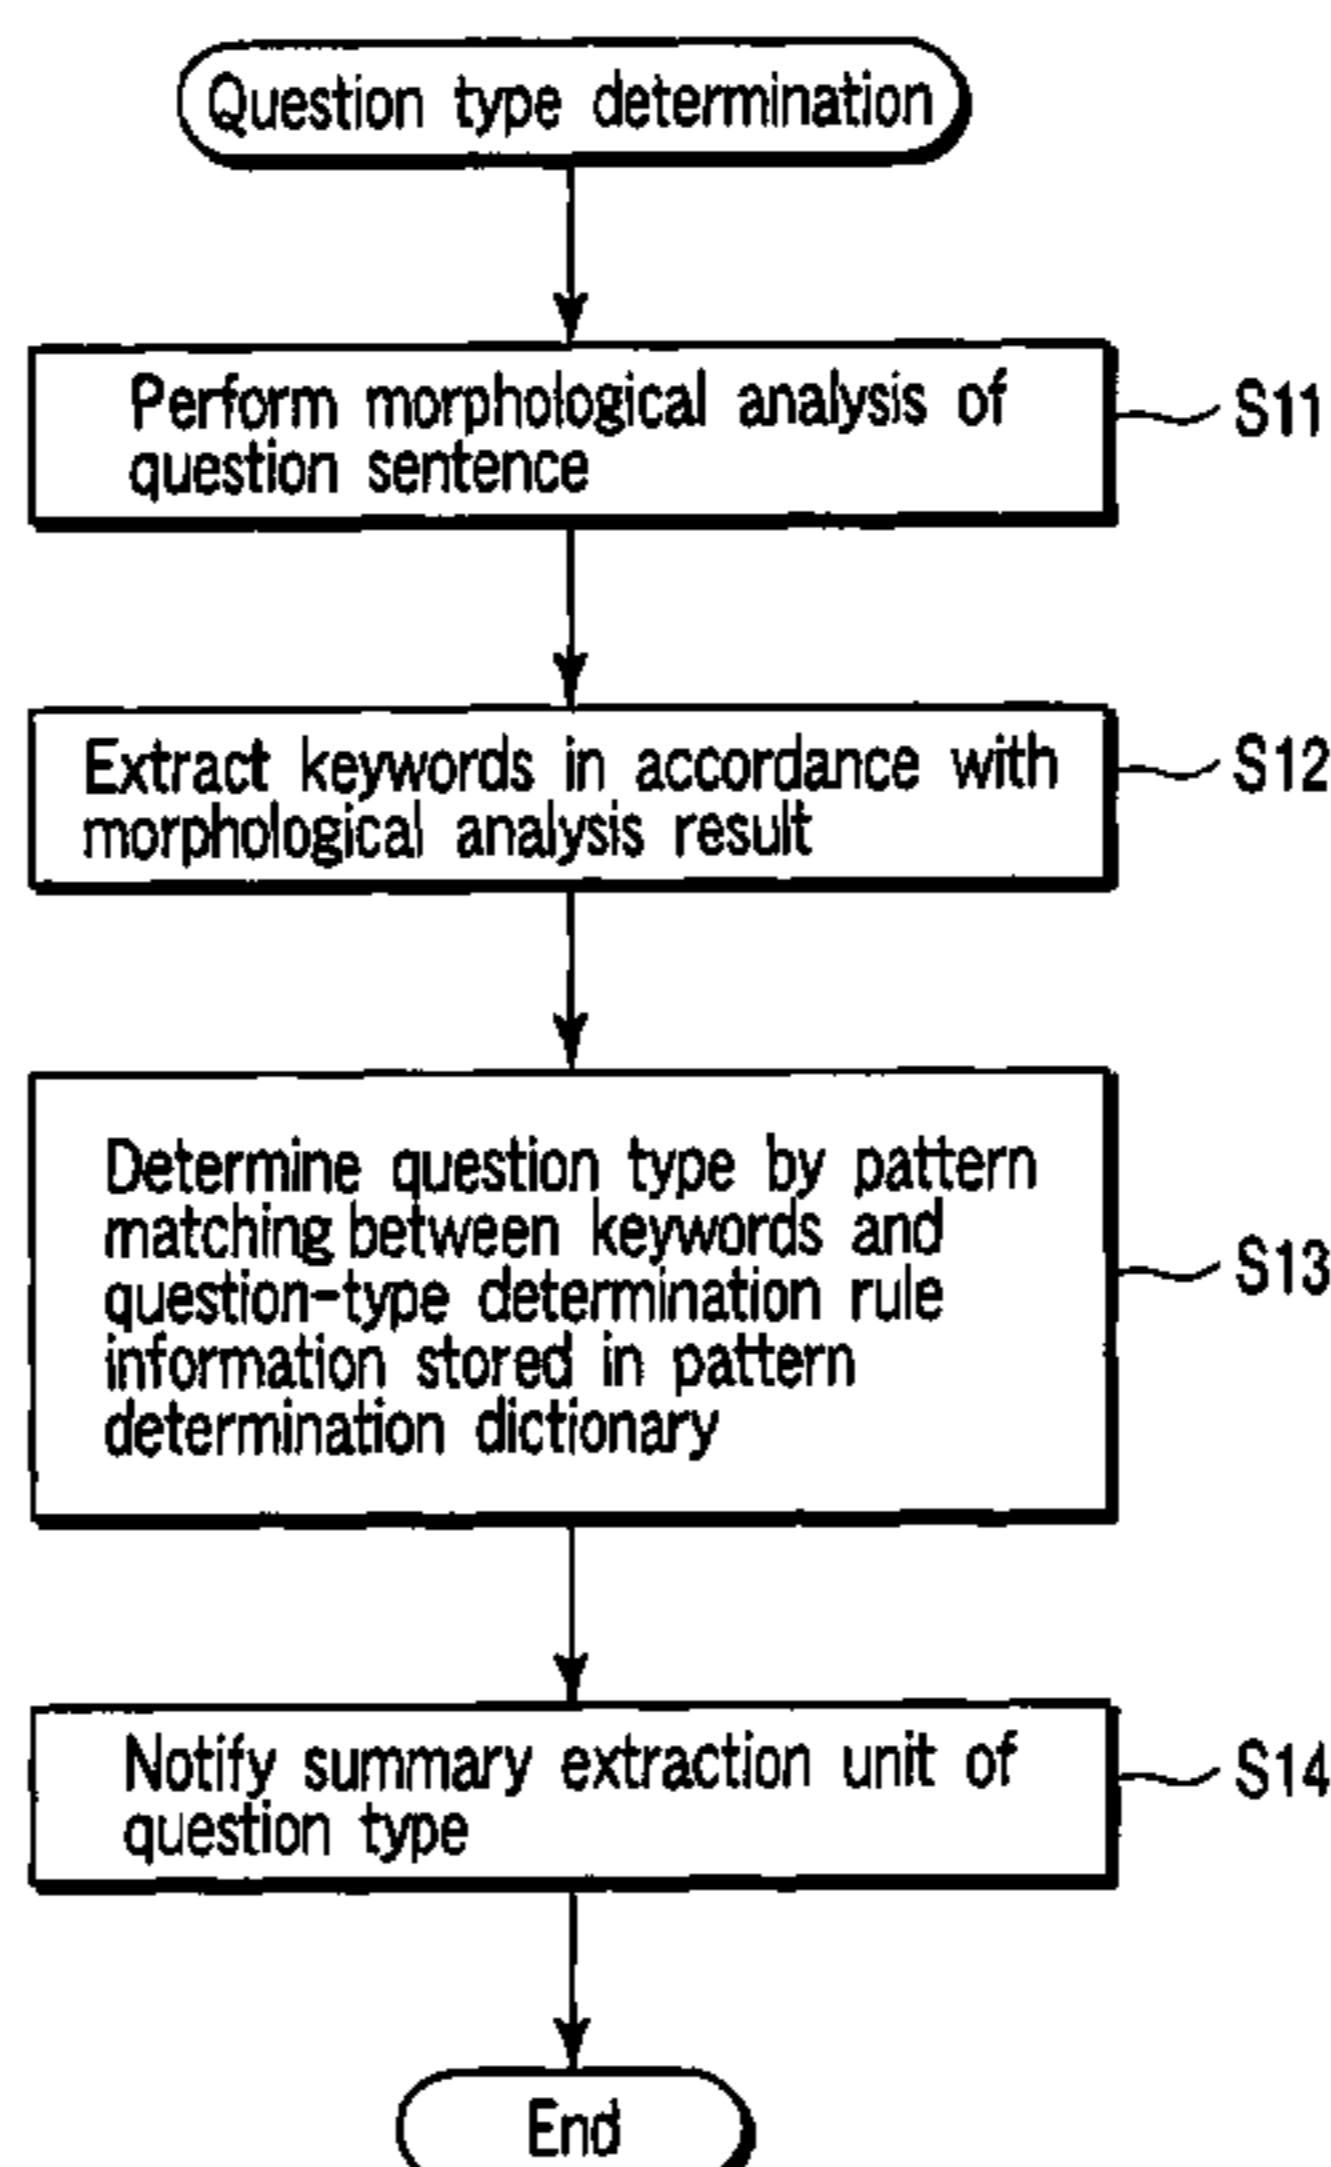 Question type determination
Perform morphological analysis of
question sentence
S11
Extract keywords in accordance with
morphological analysis result
S12
Determine question type by pattern
matching between keywords and
question-type determination rule
information stored in pattern
determination dictionary
S13
Notify summary extraction unit of
question type
S14
End